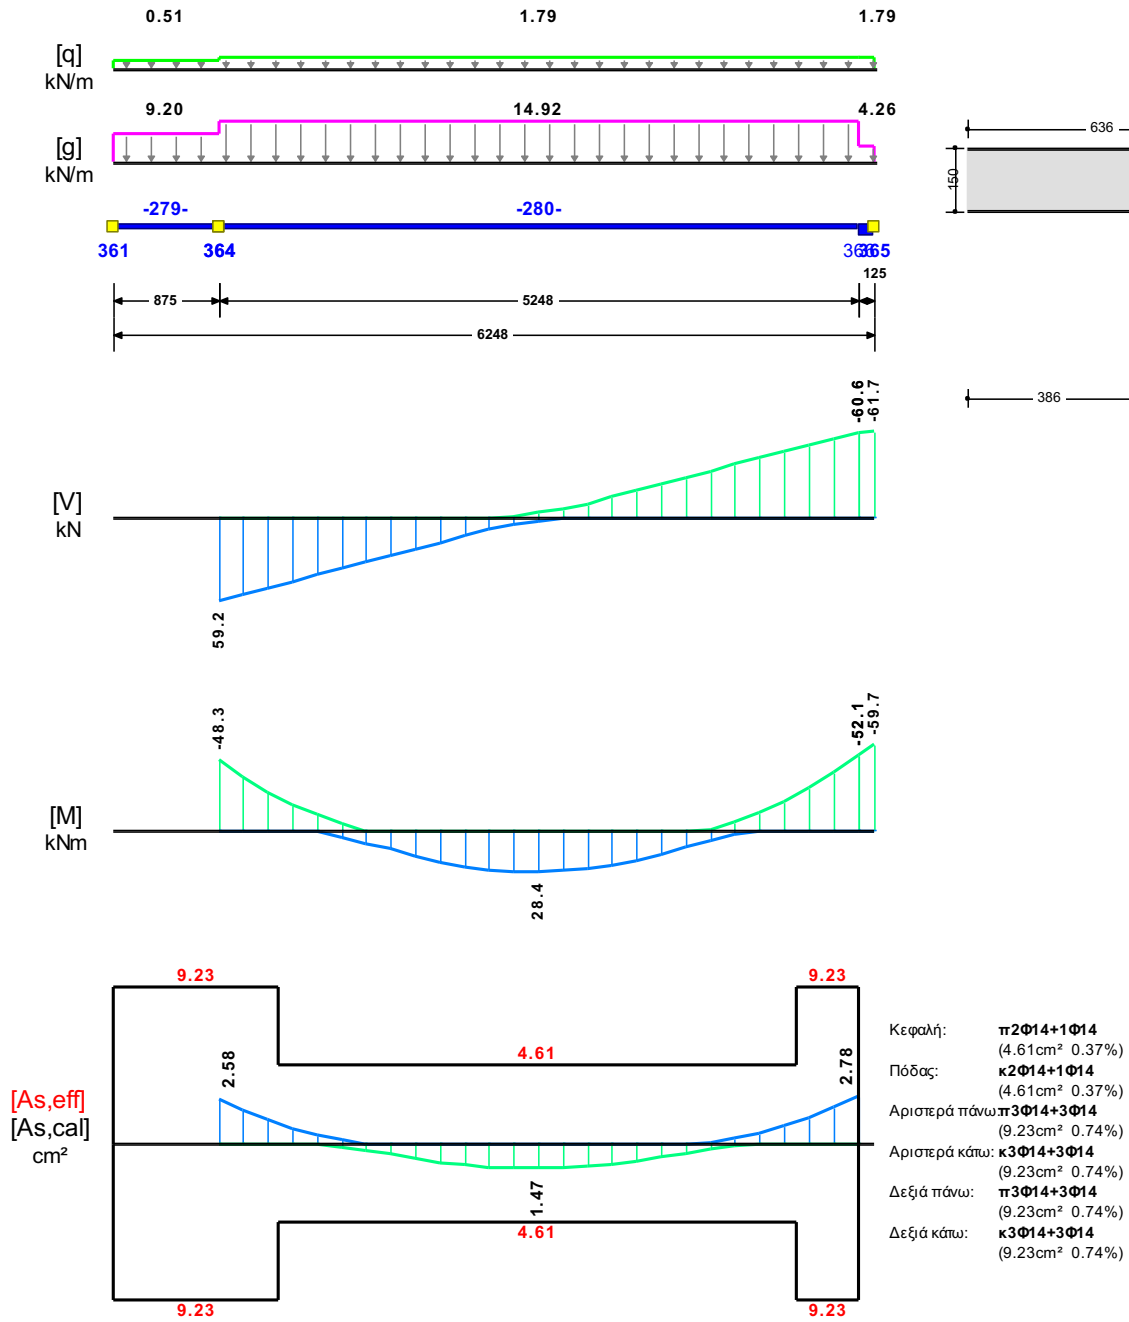 0.51 1.79 1.79
[q]
kN/m
9.20 14.92 4.26
[g]
kN/m
636
150
-279- -280-
361 364 366 365
125
875 5248
6248
386
-60.6
-61.7
[V]
kN
59.2
-48.3
-52.1
-59.7
[M]
kNm
28.4
9.23 9.23
4.61
2.58
2.78
[As,eff]
[As,cal]
cm²
1.47
4.61
9.23 9.23
Κεφαλή: π2Φ14+1Φ14
(4.61cm² 0.37%)
Πόδας: κ2Φ14+1Φ14
(4.61cm² 0.37%)
Αριστερά πάνω: π3Φ14+3Φ14
(9.23cm² 0.74%)
Αριστερά κάτω: κ3Φ14+3Φ14
(9.23cm² 0.74%)
Δεξιά πάνω: π3Φ14+3Φ14
(9.23cm² 0.74%)
Δεξιά κάτω: κ3Φ14+3Φ14
(9.23cm² 0.74%)